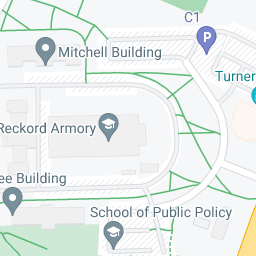 C1
P
Mitchell Building
Turner
Reckord Armory
ee Building
School of Public Policy